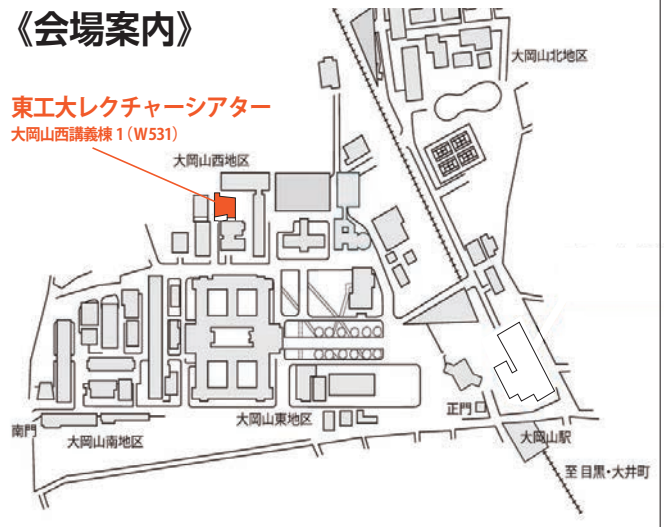 《会場案内》
大岡山北地区
東工大レクチャーシアター
大岡山西講義棟1(W531)
大岡山西地区
正門
大岡山東地区
南門
大岡山南地区
大岡山駅
至 目黒・大井町